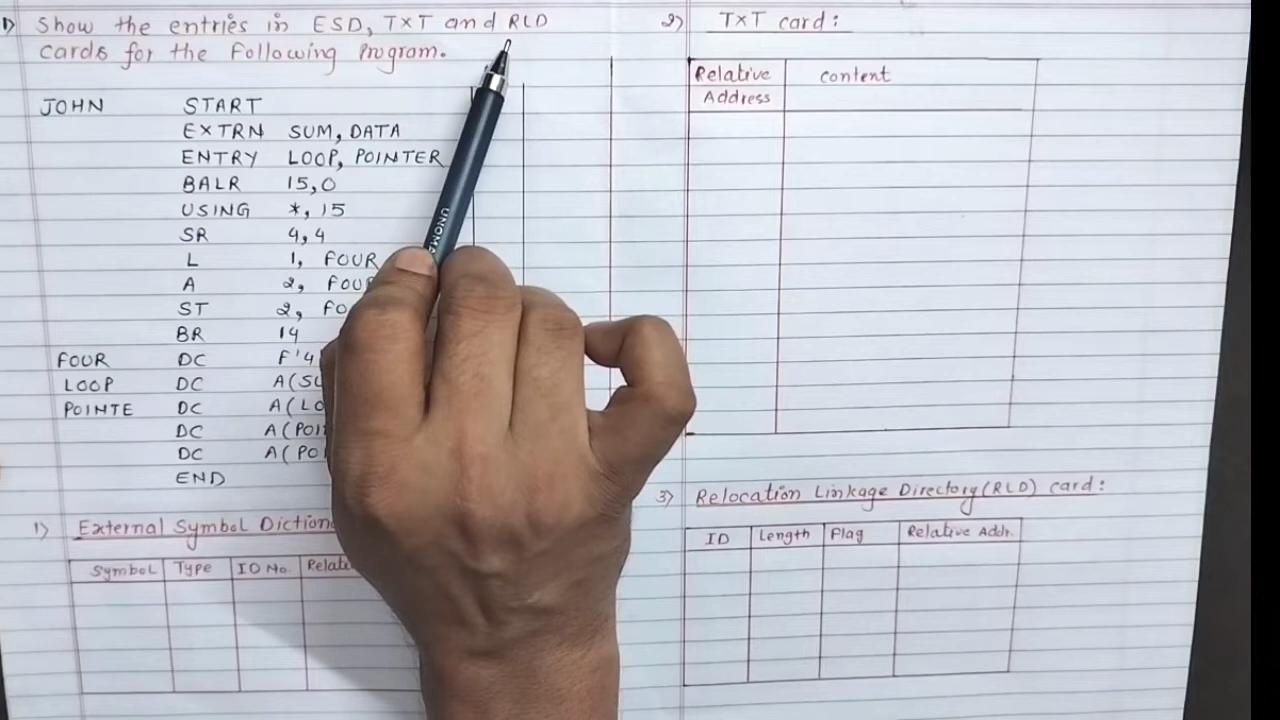 1) Show the entries in ESD, TXT and RLD
cards for the Following Program.
JOHN START
EXTRN SUM, DATA
ENTRY LOOP, POINTER
BALR 15,0
USING *, 15
SR 4,4
L 1, FOUR
A 2, FOU
ST 2, FO
BR 14
FOUR DC F'4
LOOP DC A(SU
POINTE DC A(LO
DC A(POI
DC A(PO
END
1) External Symbol Diction
Symbol Type ID No. Relat
UNOMA
2) TXT card:
Relative content
Address
3) Relocation Linkage Directory(RLD) card:
ID Length Flag Relative Addr.